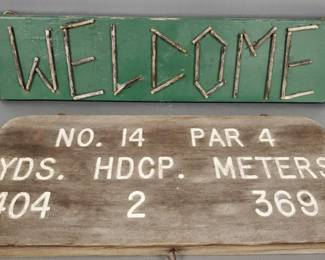 WELCOME
NO. 14 PAR 4
YDS. HDCP. METERS
404 2 369